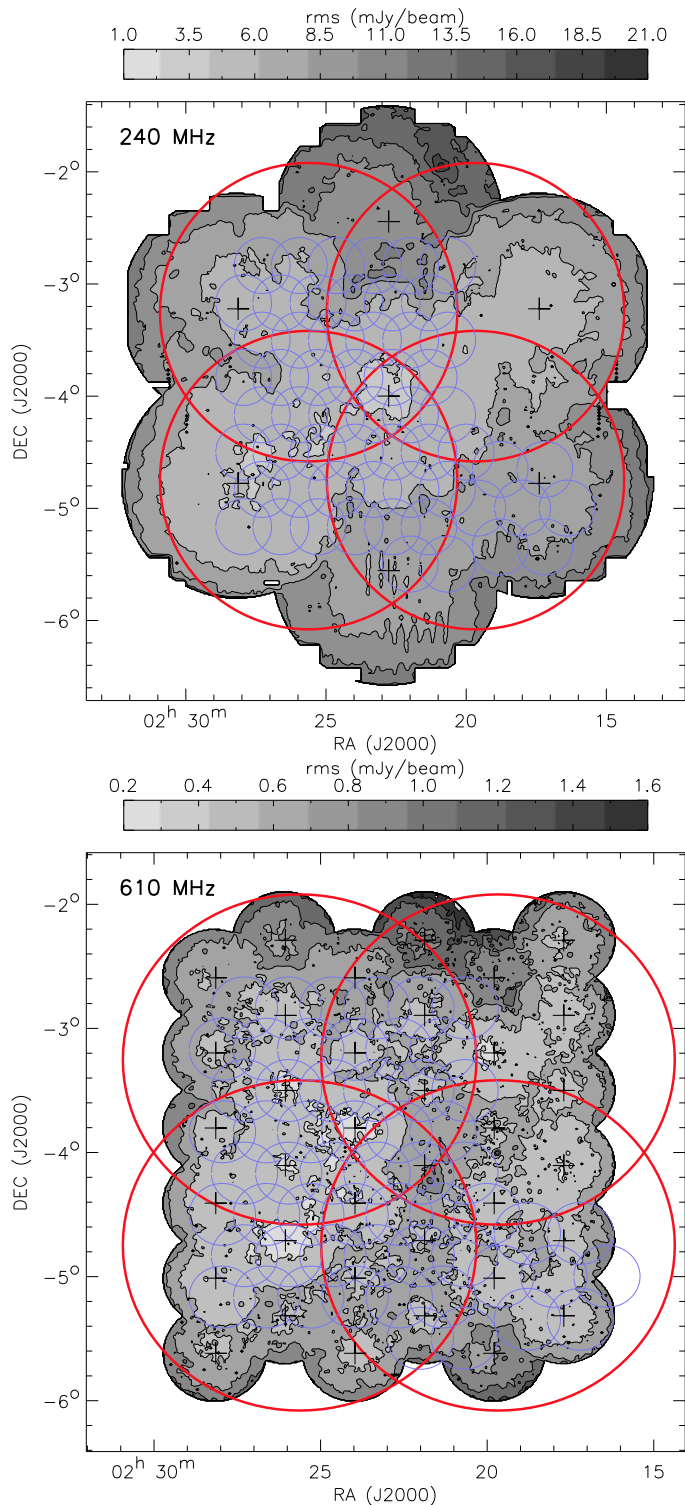 rms (mJy/beam)
1.0 3.5 6.0 8.5 11.0 13.5 16.0 18.5 21.0
240 MHz
−2°
−3°
−4°
−5°
−6°
DEC (J2000)
02ʰ 30ᵐ 25 20 15
RA (J2000)
rms (mJy/beam)
0.2 0.4 0.6 0.8 1.0 1.2 1.4 1.6
610 MHz
−2°
−3°
−4°
−5°
−6°
DEC (J2000)
02ʰ 30ᵐ 25 20 15
RA (J2000)